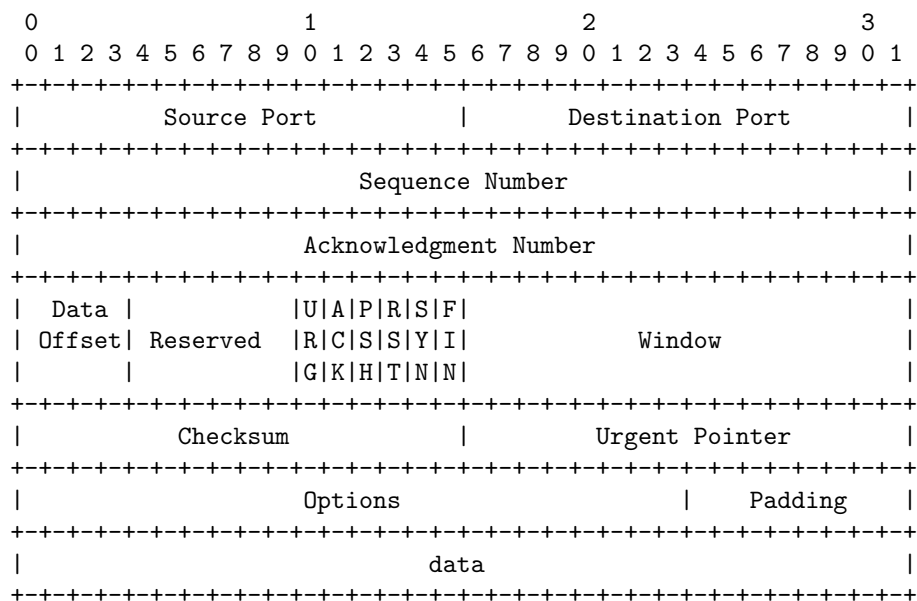 0                   1                   2                   3
 0 1 2 3 4 5 6 7 8 9 0 1 2 3 4 5 6 7 8 9 0 1 2 3 4 5 6 7 8 9 0 1
+-+-+-+-+-+-+-+-+-+-+-+-+-+-+-+-+-+-+-+-+-+-+-+-+-+-+-+-+-+-+-+-+
|          Source Port          |       Destination Port        |
+-+-+-+-+-+-+-+-+-+-+-+-+-+-+-+-+-+-+-+-+-+-+-+-+-+-+-+-+-+-+-+-+
|                        Sequence Number                        |
+-+-+-+-+-+-+-+-+-+-+-+-+-+-+-+-+-+-+-+-+-+-+-+-+-+-+-+-+-+-+-+-+
|                    Acknowledgment Number                      |
+-+-+-+-+-+-+-+-+-+-+-+-+-+-+-+-+-+-+-+-+-+-+-+-+-+-+-+-+-+-+-+-+
|  Data |           |U|A|P|R|S|F|                               |
| Offset| Reserved  |R|C|S|S|Y|I|            Window             |
|       |           |G|K|H|T|N|N|                               |
+-+-+-+-+-+-+-+-+-+-+-+-+-+-+-+-+-+-+-+-+-+-+-+-+-+-+-+-+-+-+-+-+
|           Checksum            |         Urgent Pointer        |
+-+-+-+-+-+-+-+-+-+-+-+-+-+-+-+-+-+-+-+-+-+-+-+-+-+-+-+-+-+-+-+-+
|                    Options                    |    Padding    |
+-+-+-+-+-+-+-+-+-+-+-+-+-+-+-+-+-+-+-+-+-+-+-+-+-+-+-+-+-+-+-+-+
|                             data                              |
+-+-+-+-+-+-+-+-+-+-+-+-+-+-+-+-+-+-+-+-+-+-+-+-+-+-+-+-+-+-+-+-+